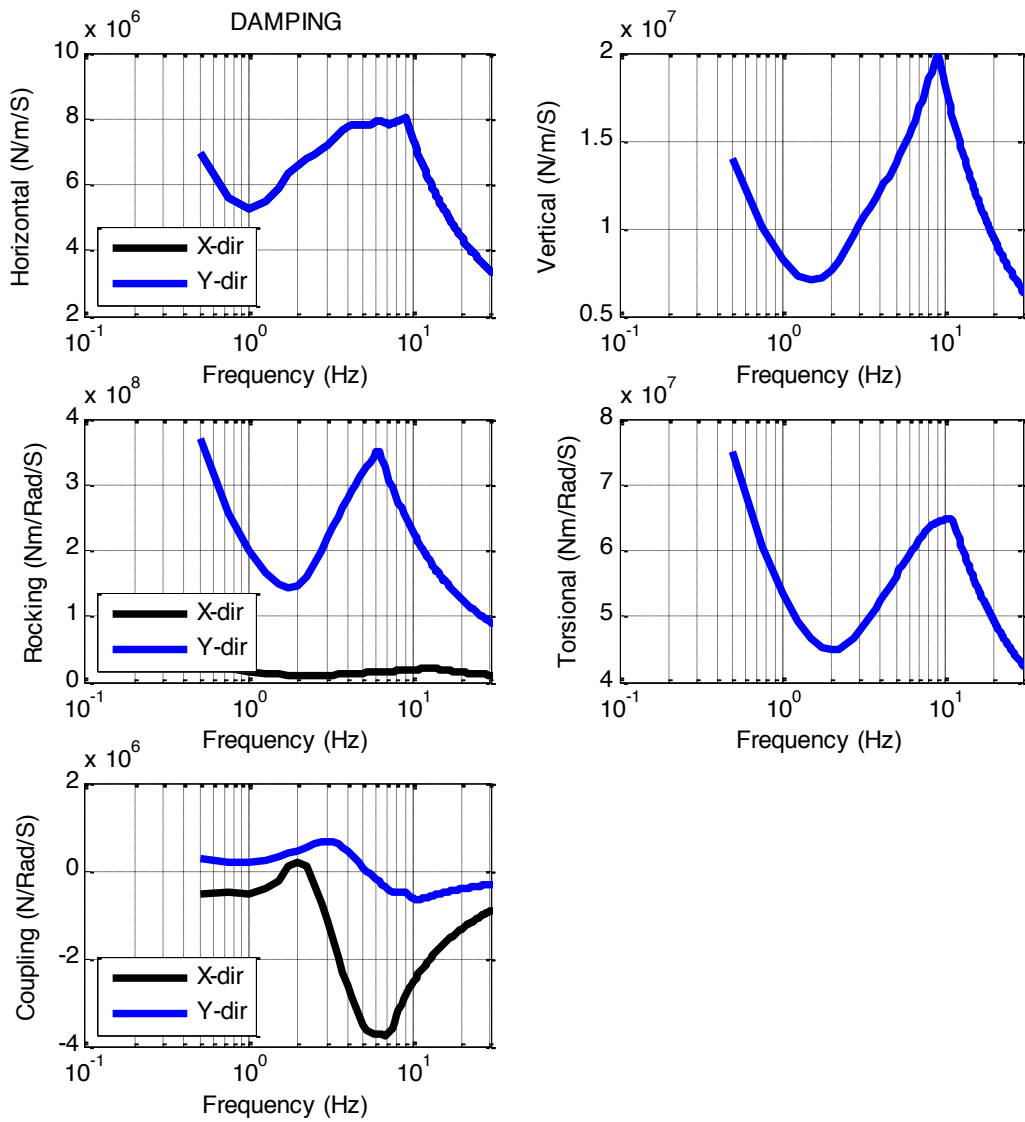 DAMPING
x 10^6
10
8
6
4
2
Horizontal (N/m/S)
X-dir
Y-dir
10^-1 10^0 10^1
Frequency (Hz)
x 10^7
2
1.5
1
0.5
Vertical (N/m/S)
10^-1 10^0 10^1
Frequency (Hz)
x 10^8
4
3
2
1
0
Rocking (Nm/Rad/S)
X-dir
Y-dir
10^-1 10^0 10^1
Frequency (Hz)
x 10^7
8
7
6
5
4
Torsional (Nm/Rad/S)
10^-1 10^0 10^1
Frequency (Hz)
x 10^6
2
0
-2
-4
Coupling (N/Rad/S)
X-dir
Y-dir
10^-1 10^0 10^1
Frequency (Hz)